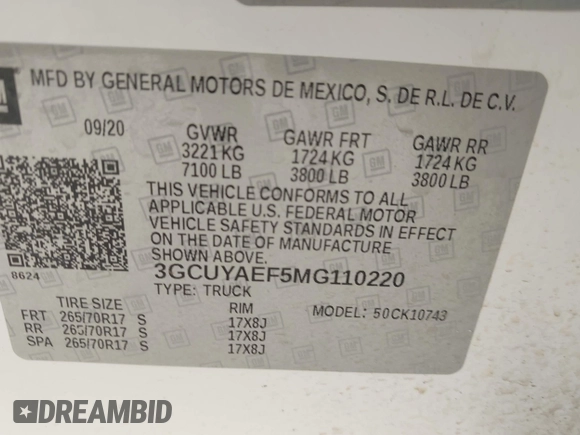 GM
MFD BY GENERAL MOTORS DE MEXICO, S. DE R.L. DE C.V.
09/20 GVWR GAWR FRT GAWR RR
3221 KG 1724 KG 1724 KG
7100 LB 3800 LB 3800 LB
THIS VEHICLE CONFORMS TO ALL
APPLICABLE U.S. FEDERAL MOTOR
VEHICLE SAFETY STANDARDS IN EFFECT
ON THE DATE OF MANUFACTURE
SHOWN ABOVE.
8624 3GCUYAEF5MG110220
TYPE: TRUCK
TIRE SIZE RIM MODEL: 50CK10743
FRT 265/70R17 S 17X8J
RR 265/70R17 S 17X8J
SPA 265/70R17 S 17X8J
DREAMBID